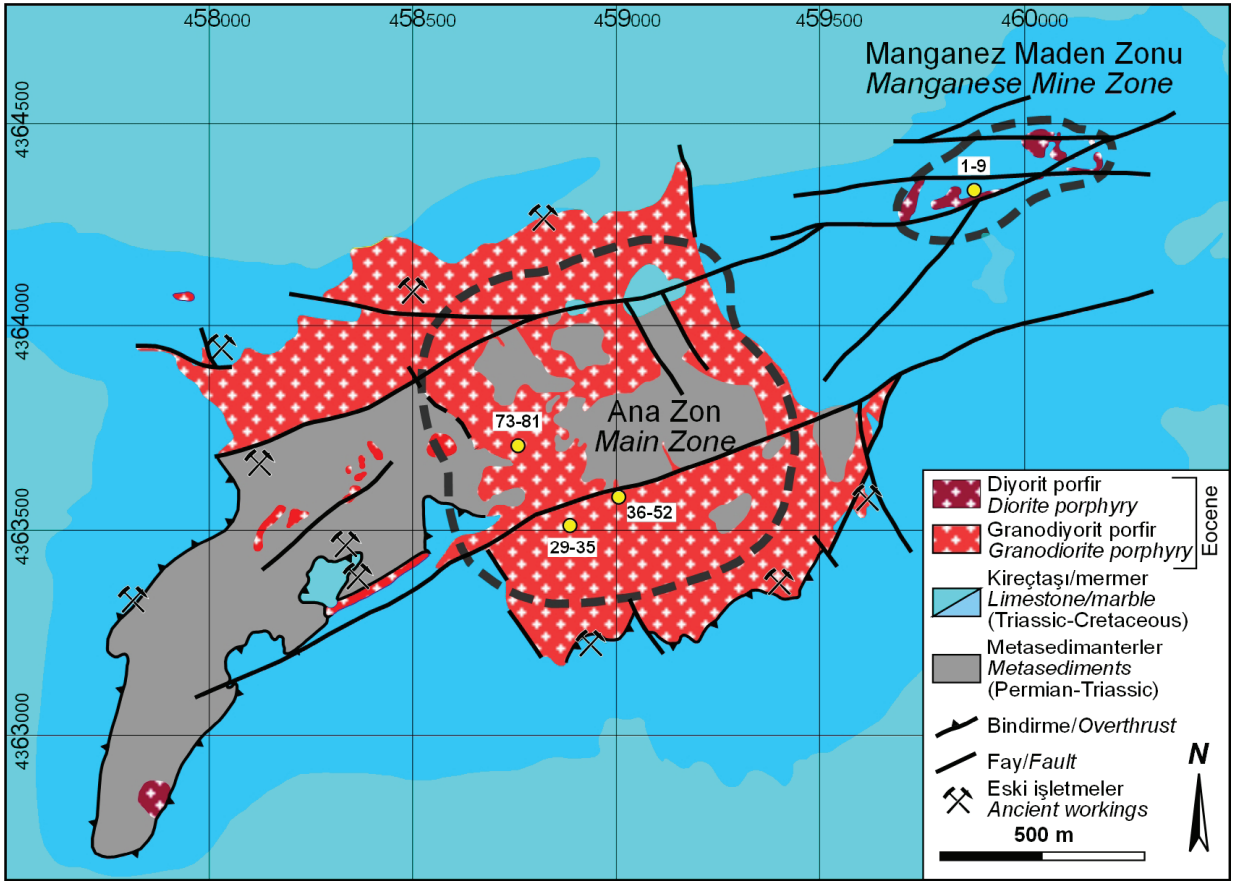 458000
458500
459000
459500
460000
4364500
4364000
4363500
4363000
Manganez Maden Zonu
Manganese Mine Zone
1-9
Ana Zon
Main Zone
73-81
36-52
29-35
Diyorit porfir
Diorite porphyry
Granodiyorit porfir
Granodiorite porphyry
Eocene
Kireçtaşı/mermer
Limestone/marble
(Triassic-Cretaceous)
Metasedimanterler
Metasediments
(Permian-Triassic)
Bindirme/Overthrust
Fay/Fault
Eski işletmeler
Ancient workings
N
500 m